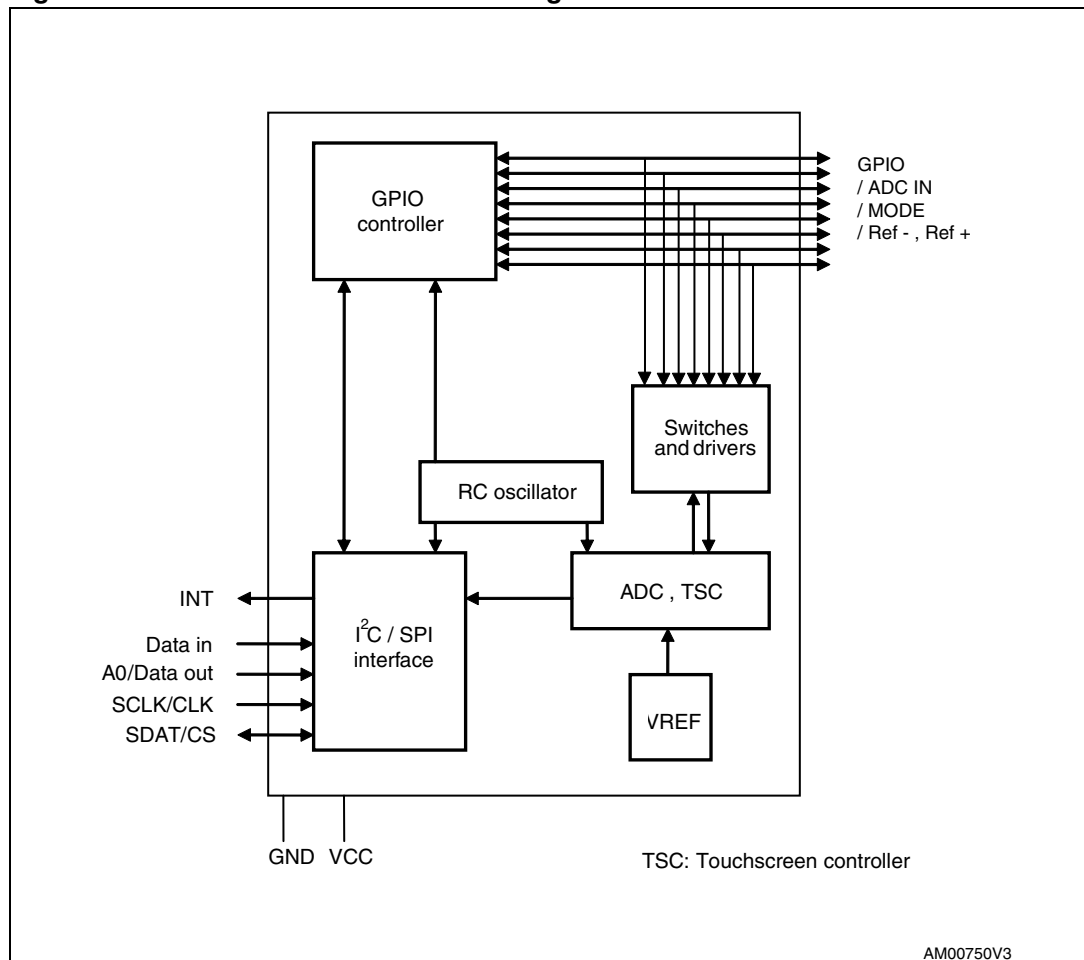 GPIO
controller
GPIO
/ ADC IN
/ MODE
/ Ref - , Ref +
Switches
and drivers
RC oscillator
ADC , TSC
INT
Data in
A0/Data out
SCLK/CLK
SDAT/CS
I²C / SPI
interface
VREF
GND VCC
TSC: Touchscreen controller
AM00750V3